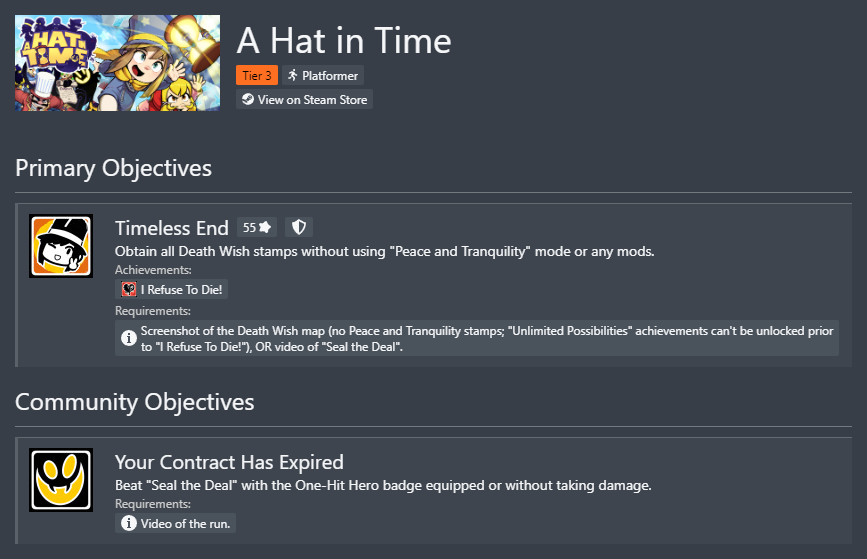 A HAT
IN TIME
A Hat in Time
Tier 3 Platformer
View on Steam Store
Primary Objectives
Timeless End 55
Obtain all Death Wish stamps without using "Peace and Tranquility" mode or any mods.
Achievements:
I Refuse To Die!
Requirements:
Screenshot of the Death Wish map (no Peace and Tranquility stamps; "Unlimited Possibilities" achievements can't be unlocked prior
to "I Refuse To Die!"), OR video of "Seal the Deal".
Community Objectives
Your Contract Has Expired
Beat "Seal the Deal" with the One-Hit Hero badge equipped or without taking damage.
Requirements:
Video of the run.